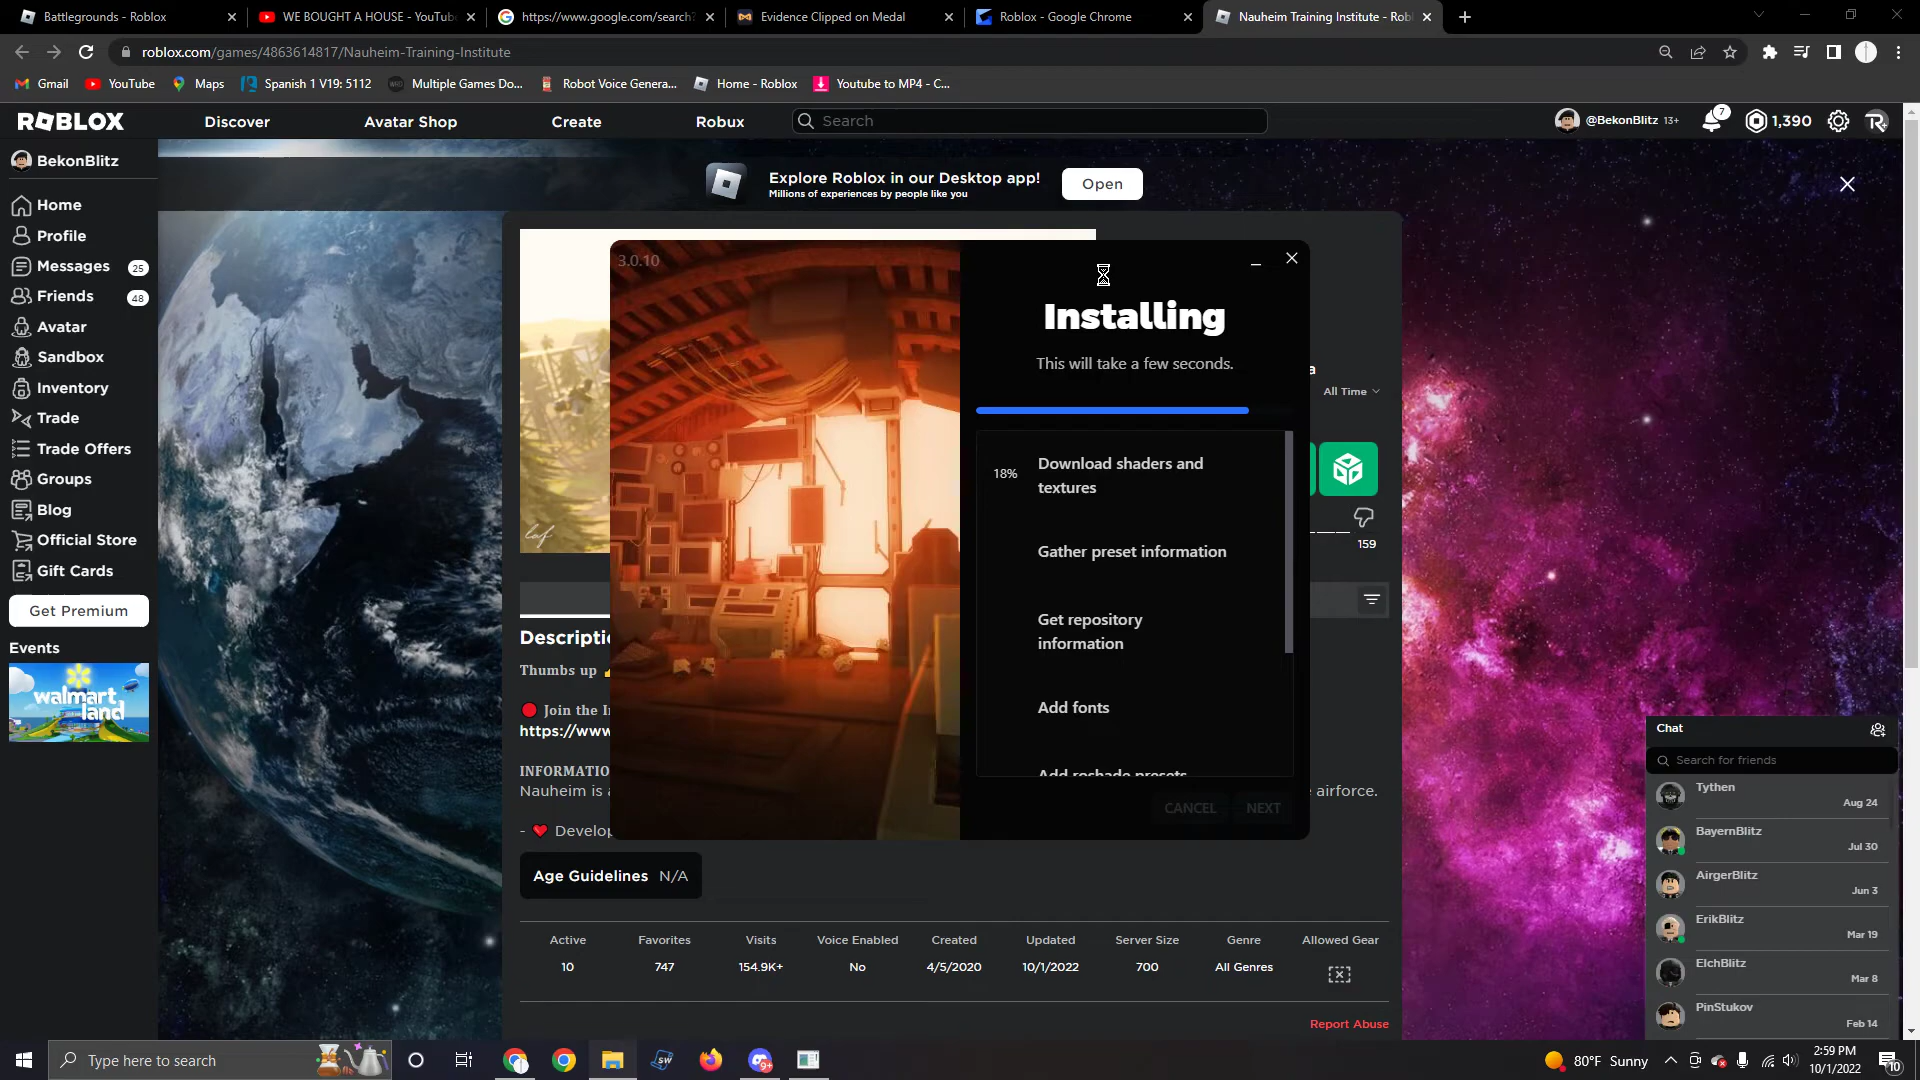 Battlegrounds - Roblox
WE BOUGHT A HOUSE - YouTube
https://www.google.com/search?
Evidence Clipped on Medal
Roblox - Google Chrome
Nauheim Training Institute - Rob
roblox.com/games/4863614817/Nauheim-Training-Institute
Gmail
YouTube
Maps
Spanish 1 V19: 5112
Multiple Games Do...
Robot Voice Genera...
Home - Roblox
Youtube to MP4 - C...
ROBLOX
Discover
Avatar Shop
Create
Robux
Search
@BekonBlitz 13+
7
1,390
BekonBlitz
Home
Profile
Messages 25
Friends 48
Avatar
Sandbox
Inventory
Trade
Trade Offers
Groups
Blog
Official Store
Gift Cards
Get Premium
Events
walmart
land
Explore Roblox in our Desktop app!
Millions of experiences by people like you
Open
3.0.10
Installing
This will take a few seconds.
18%
Download shaders and
textures
Gather preset information
Get repository
information
Add fonts
Add reshade presets
CANCEL
NEXT
a
All Time
159
Descripti
Thumbs up
Join the I
https://www
INFORMATIO
Nauheim is a
airforce.
- Develop
Age Guidelines N/A
Active
Favorites
Visits
Voice Enabled
Created
Updated
Server Size
Genre
Allowed Gear
10
747
154.9K+
No
4/5/2020
10/1/2022
700
All Genres
Report Abuse
Chat
Search for friends
Tythen
Aug 24
BayernBlitz
Jul 30
AirgerBlitz
Jun 3
ErikBlitz
Mar 19
ElchBlitz
Mar 8
PinStukov
Feb 14
Type here to search
SW
9+
80°F Sunny
2:59 PM
10/1/2022
10